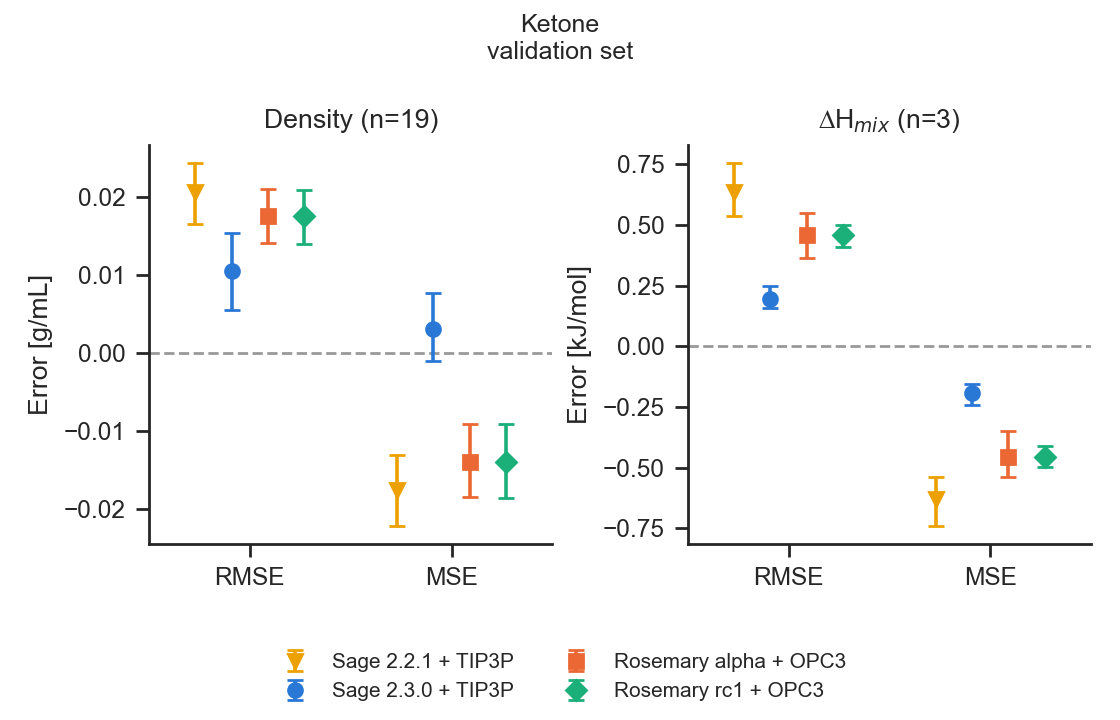 Ketone
validation set
Density (n=19)
ΔH_mix (n=3)
Error [g/mL]
0.02
0.01
0.00
−0.01
−0.02
RMSE
MSE
Error [kJ/mol]
0.75
0.50
0.25
0.00
−0.25
−0.50
−0.75
RMSE
MSE
Sage 2.2.1 + TIP3P
Sage 2.3.0 + TIP3P
Rosemary alpha + OPC3
Rosemary rc1 + OPC3